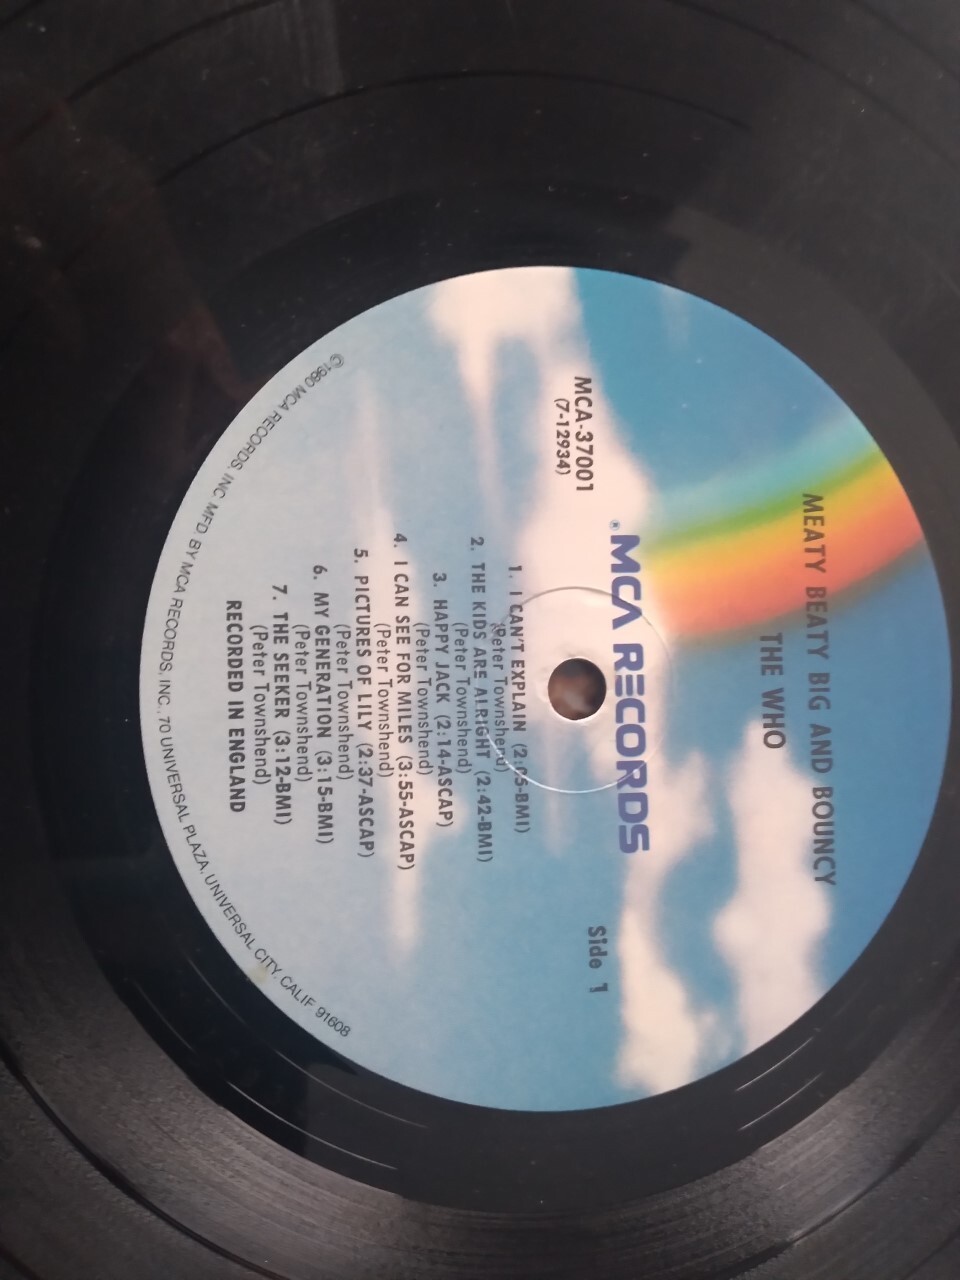 MEATY BEATY BIG AND BOUNCY
THE WHO
®MCA RECORDS
MCA-37001
(7-12934)
Side 1
1. I CAN'T EXPLAIN (2:05-BMI)
(Peter Townshend)
2. THE KIDS ARE ALRIGHT (2:42-BMI)
(Peter Townshend)
3. HAPPY JACK (2:14-ASCAP)
(Peter Townshend)
4. I CAN SEE FOR MILES (3:55-ASCAP)
(Peter Townshend)
5. PICTURES OF LILY (2:37-ASCAP)
(Peter Townshend)
6. MY GENERATION (3:15-BMI)
(Peter Townshend)
7. THE SEEKER (3:12-BMI)
(Peter Townshend)
RECORDED IN ENGLAND
©1980 MCA RECORDS, INC. MFD BY MCA RECORDS, INC., 70 UNIVERSAL PLAZA, UNIVERSAL CITY, CALIF 91608